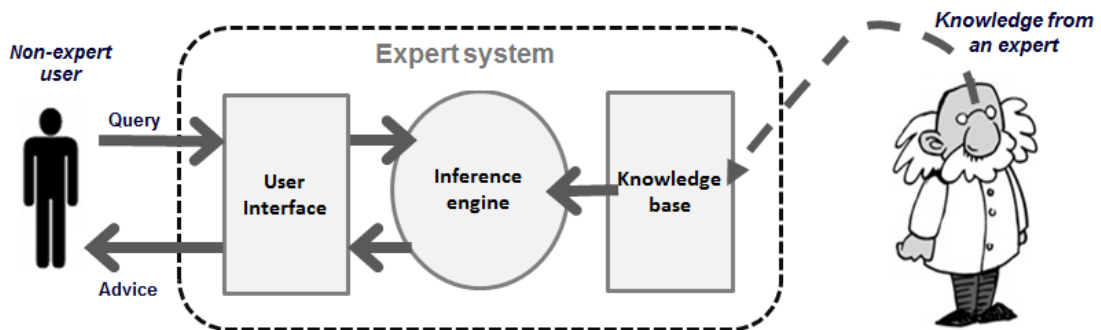 Knowledge from
an expert
Non-expert
user
Expert system
Query
User
Interface
Inference
engine
Knowledge
base
Advice